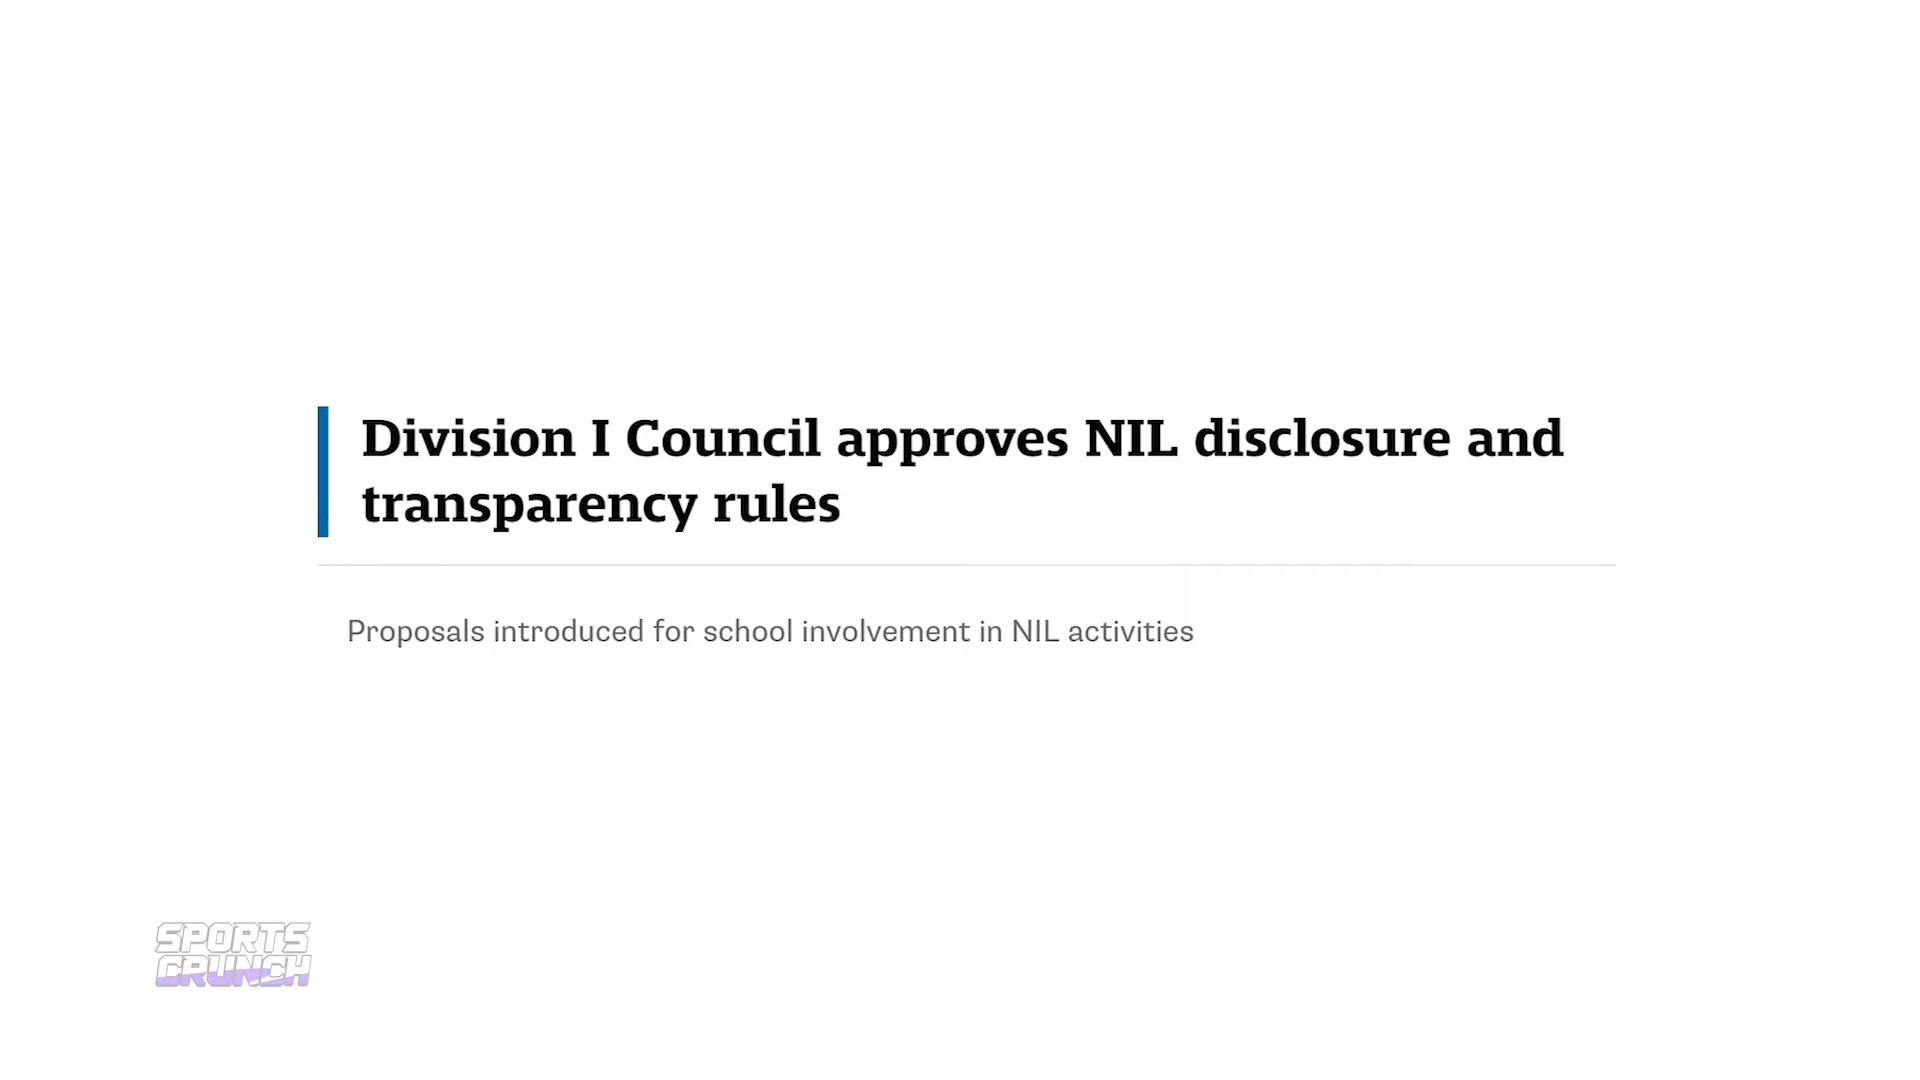 Division I Council approves NIL disclosure and
transparency rules
Proposals introduced for school involvement in NIL activities
SPORTS
CRUNCH